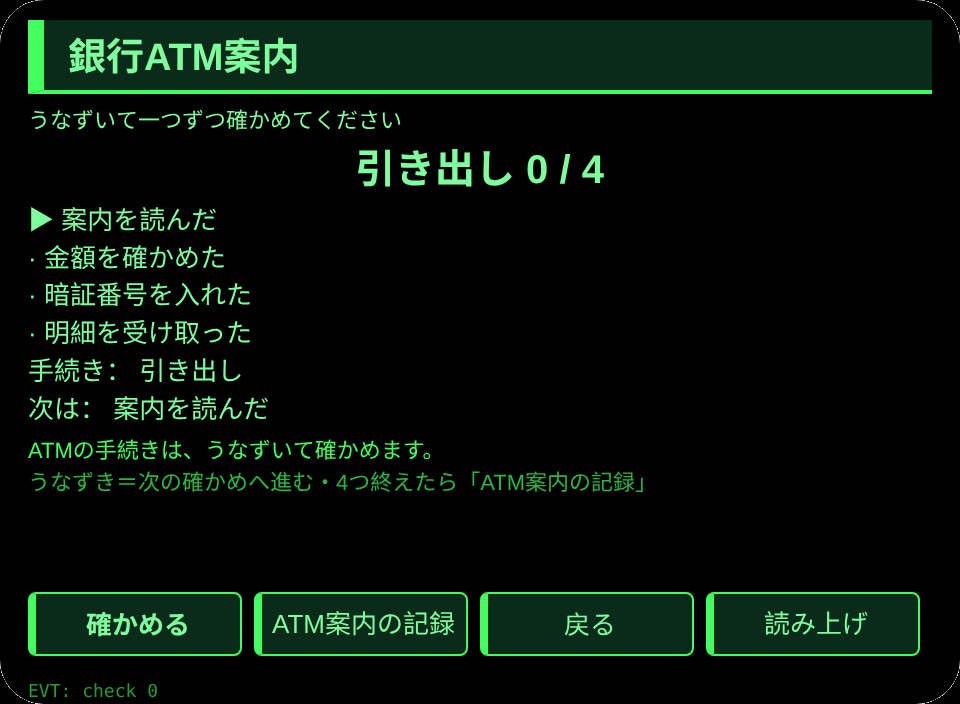 銀行ATM案内
うなずいて一つずつ確かめてください
引き出し 0 / 4
▶ 案内を読んだ
· 金額を確かめた
· 暗証番号を入れた
· 明細を受け取った
手続き： 引き出し
次は： 案内を読んだ
ATMの手続きは、うなずいて確かめます。
うなずき＝次の確かめへ進む・4つ終えたら「ATM案内の記録」
確かめる
ATM案内の記録
戻る
読み上げ
EVT: check 0